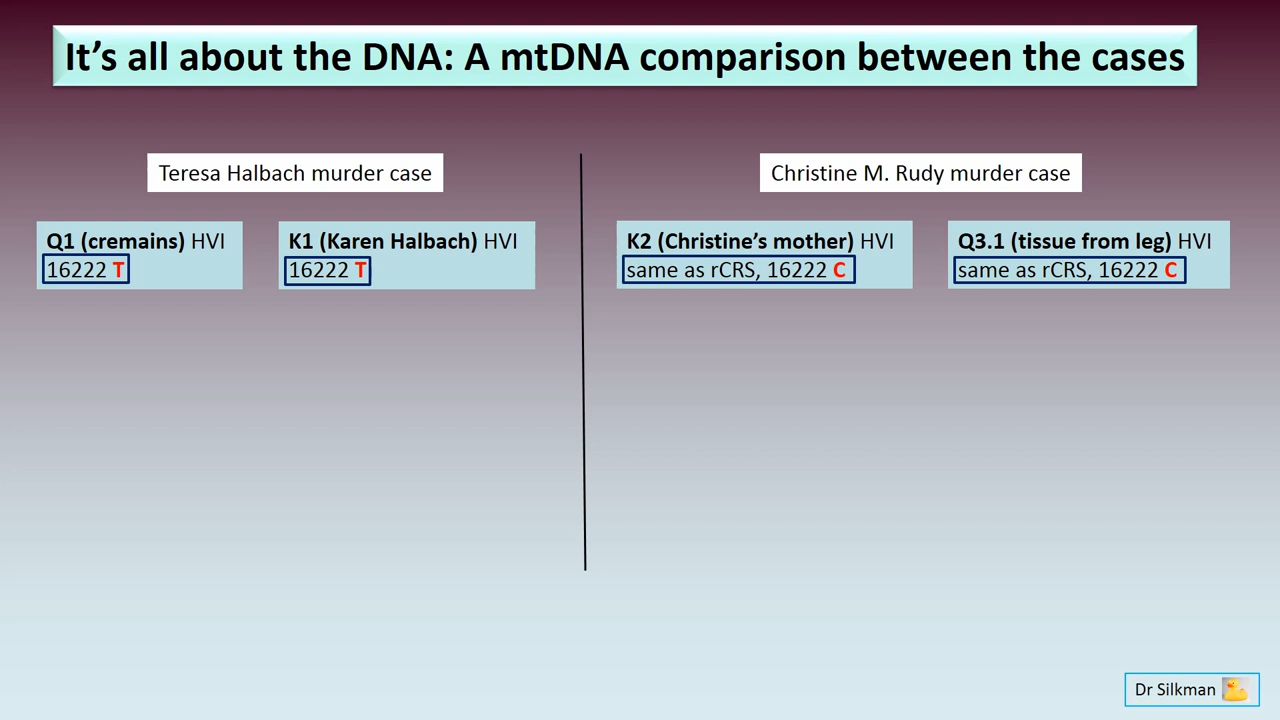 It’s all about the DNA: A mtDNA comparison between the cases
Teresa Halbach murder case
Christine M. Rudy murder case
Q1 (cremains) HVI
16222 T
K1 (Karen Halbach) HVI
16222 T
K2 (Christine’s mother) HVI
same as rCRS, 16222 C
Q3.1 (tissue from leg) HVI
same as rCRS, 16222 C
Dr Silkman